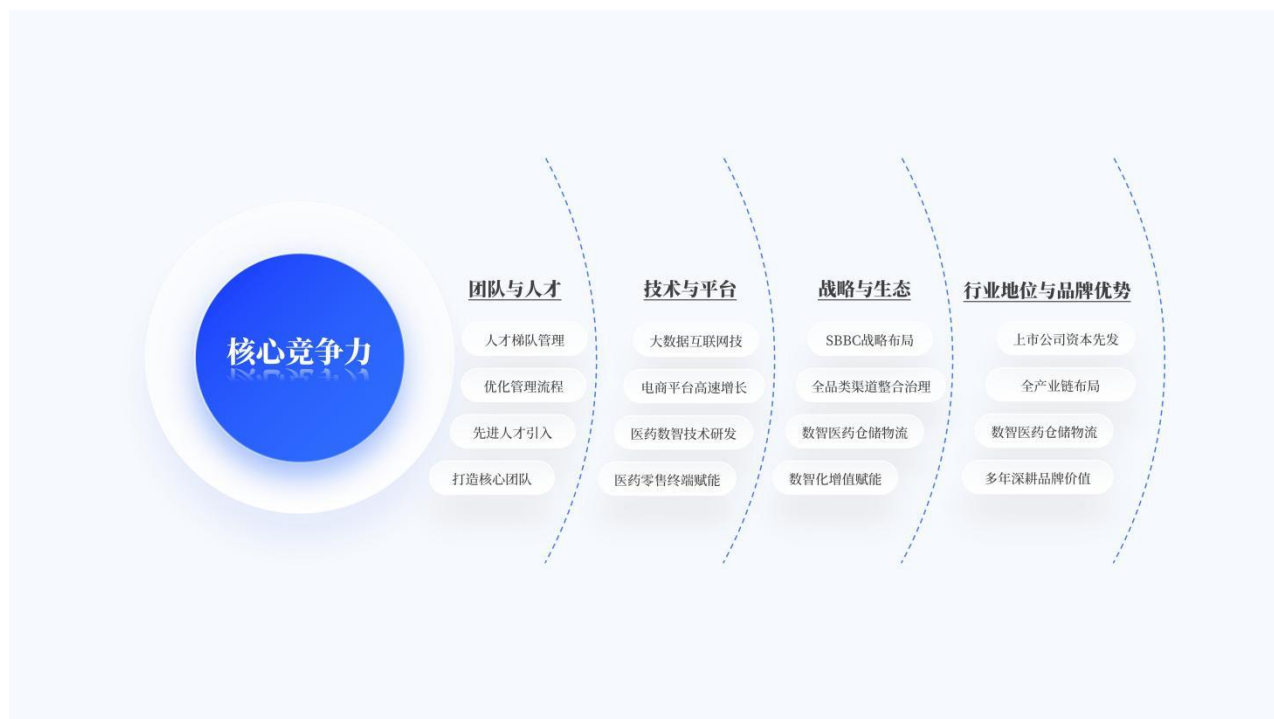 核心竞争力
团队与人才
人才梯队管理
优化管理流程
先进人才引入
打造核心团队
技术与平台
大数据互联网技
电商平台高速增长
医药数智技术研发
医药零售终端赋能
战略与生态
SBBC战略布局
全品类渠道整合治理
数智医药仓储物流
数智化增值赋能
行业地位与品牌优势
上市公司资本先发
全产业链布局
数智医药仓储物流
多年深耕品牌价值